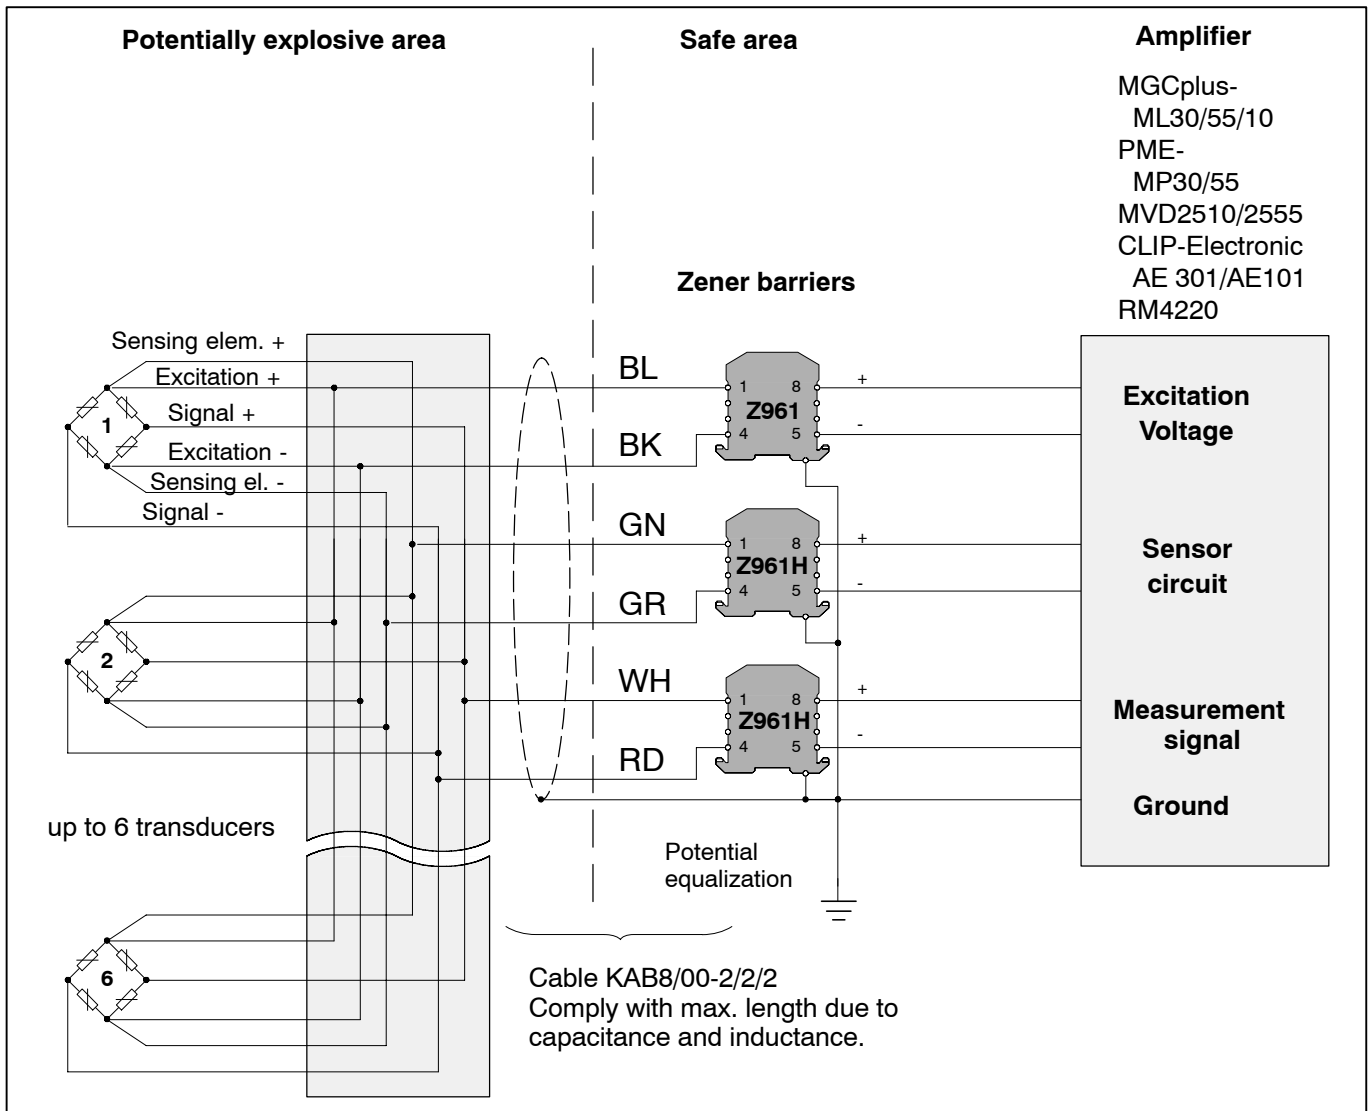 Potentially explosive area
Safe area
Amplifier
MGCplus-
ML30/55/10
PME-
MP30/55
MVD2510/2555
CLIP-Electronic
AE 301/AE101
RM4220
Zener barriers
Sensing elem. +
Excitation +
Signal +
Excitation -
Sensing el. -
Signal -
1
BL
BK
1 8
Z961
4 5
+
-
Excitation
Voltage
GN
GR
1 8
Z961H
4 5
+
-
Sensor
circuit
2
WH
RD
1 8
Z961H
4 5
+
-
Measurement
signal
Ground
up to 6 transducers
Potential
equalization
6
Cable KAB8/00-2/2/2
Comply with max. length due to
capacitance and inductance.